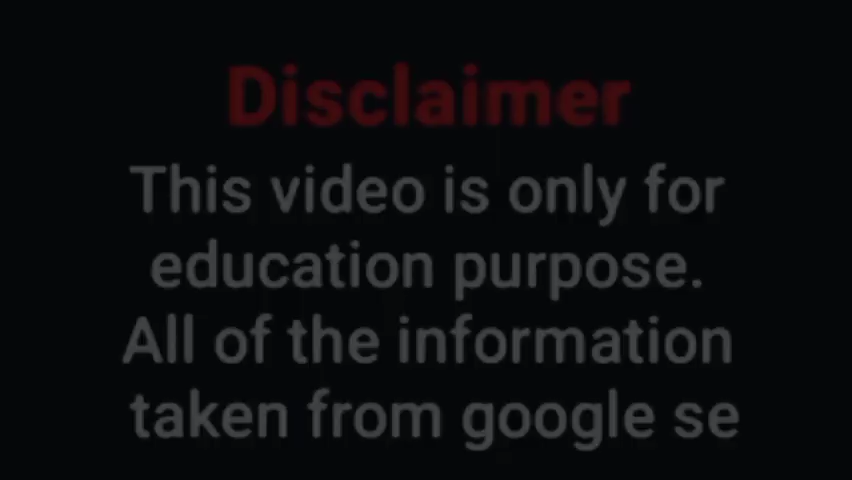 Disclaimer
This video is only for
education purpose.
All of the information
taken from google se